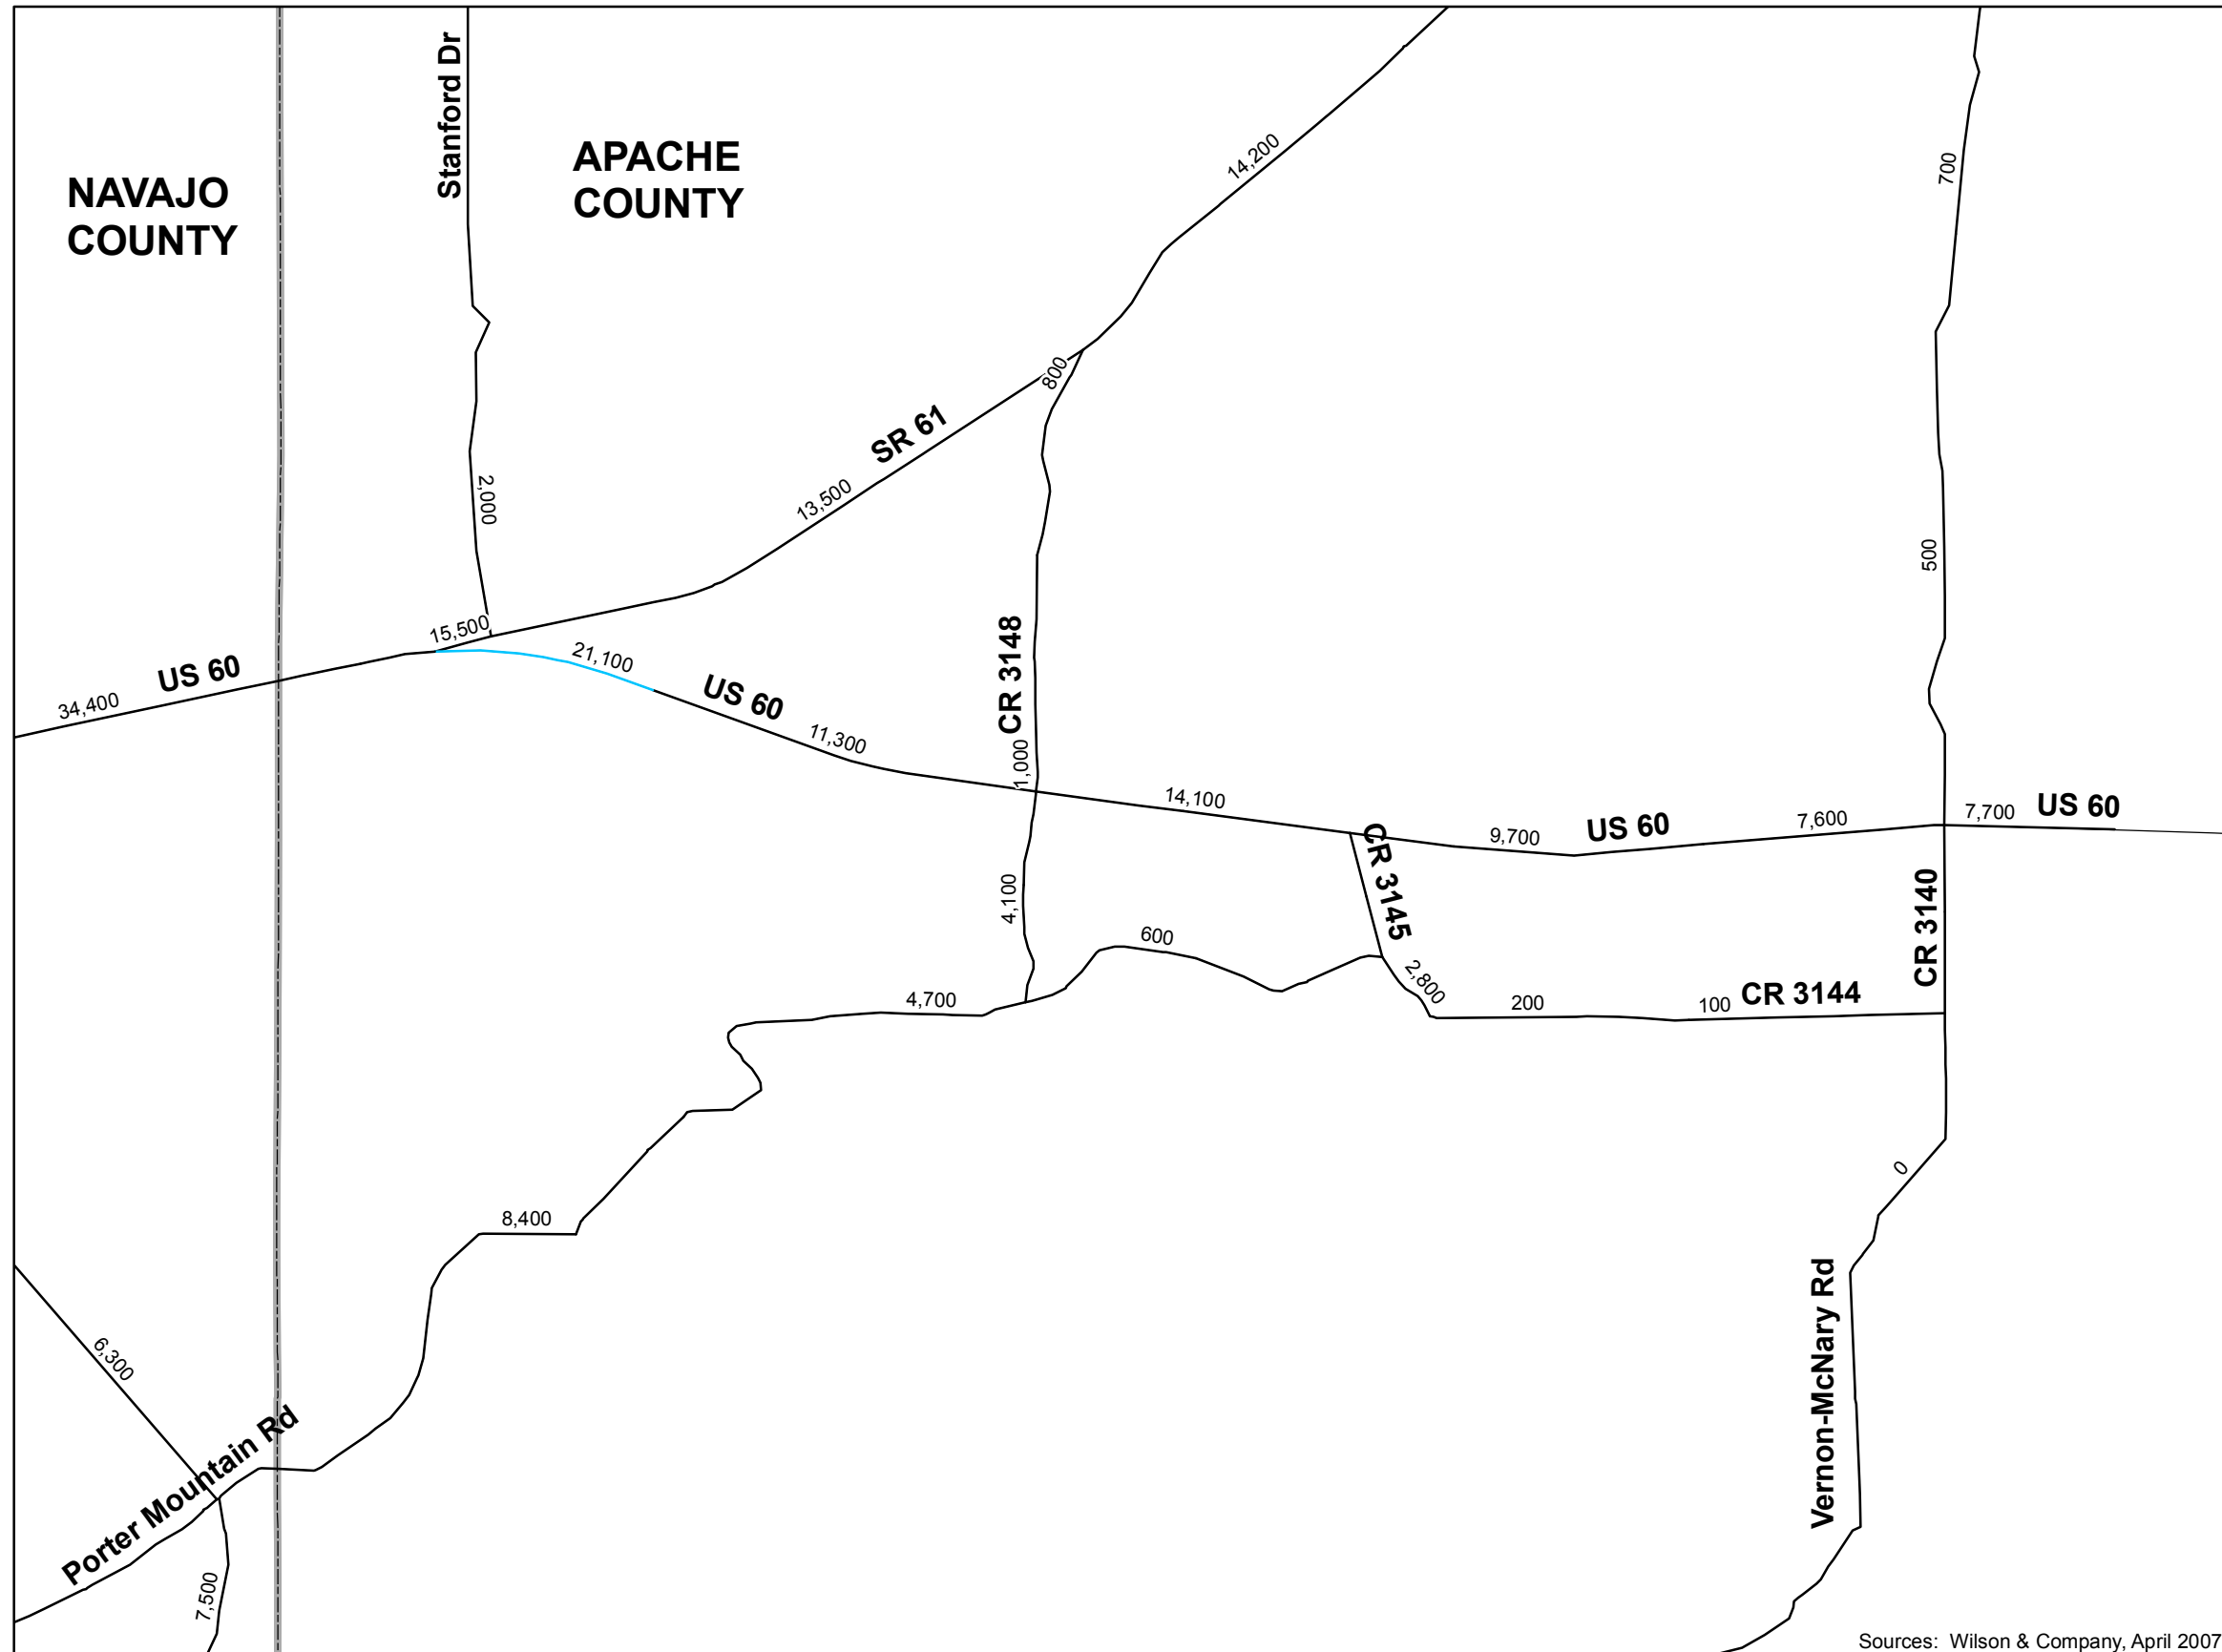 Stanford Dr
NAVAJO
COUNTY
APACHE
COUNTY
14,200
700
800
SR 61
13,500
2,000
500
15,500
21,100
US 60
34,400
US 60
11,300
CR 3148
1,000
14,100
9,700
US 60
7,600
7,700
US 60
CR 3145
4,100
600
2,800
CR 3140
4,700
200
100
CR 3144
0
8,400
6,300
Porter Mountain Rd
7,500
Vernon-McNary Rd
Sources: Wilson & Company, April 2007